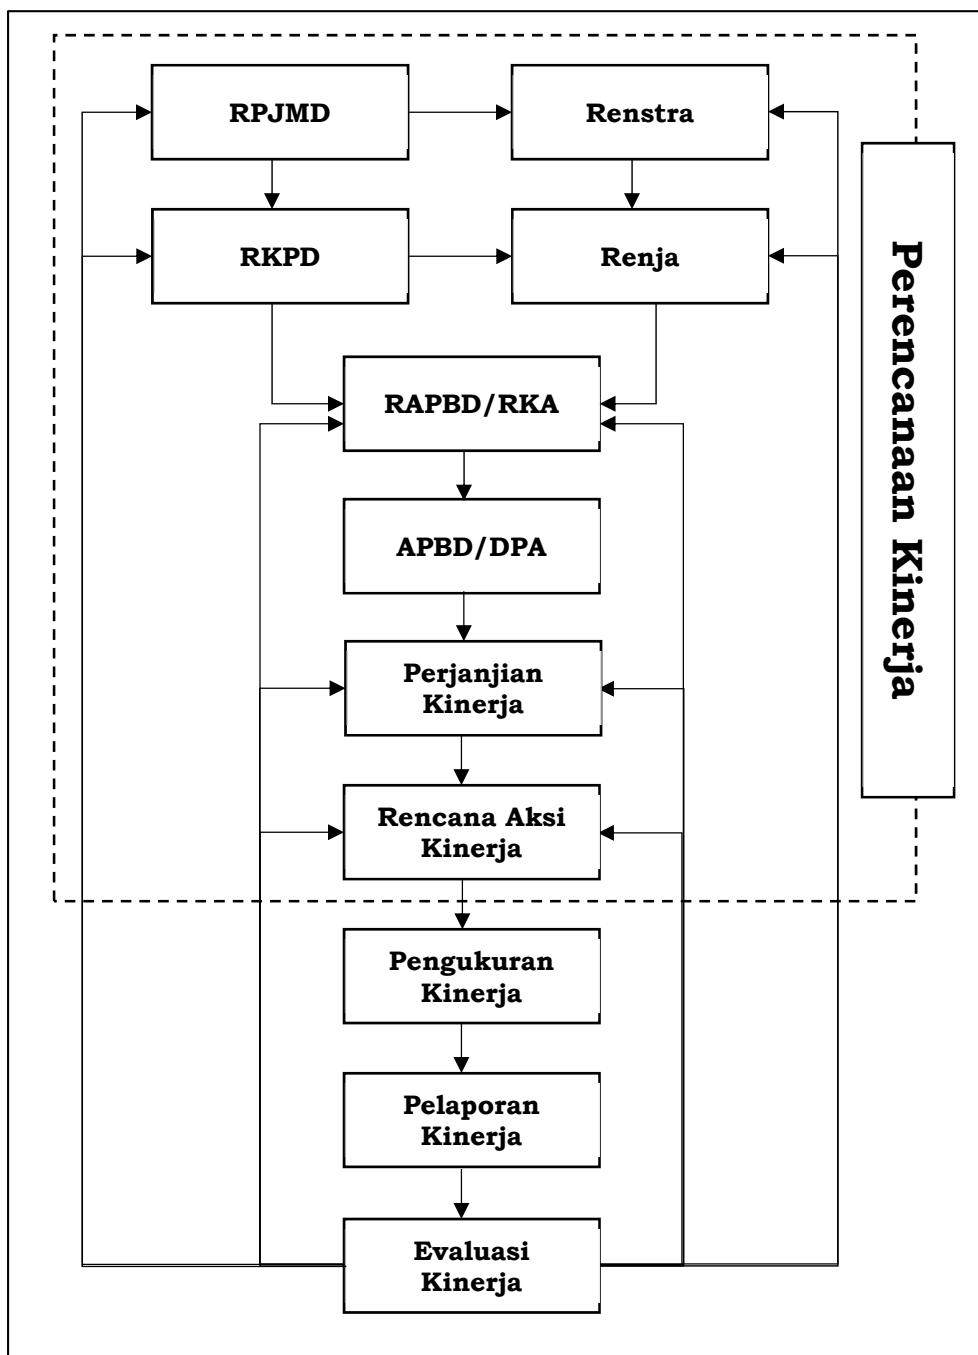 RPJMD
Renstra
RKPD
Renja
RAPBD/RKA
APBD/DPA
Perjanjian
Kinerja
Rencana Aksi
Kinerja
Pengukuran
Kinerja
Pelaporan
Kinerja
Evaluasi
Kinerja
Perencanaan Kinerja